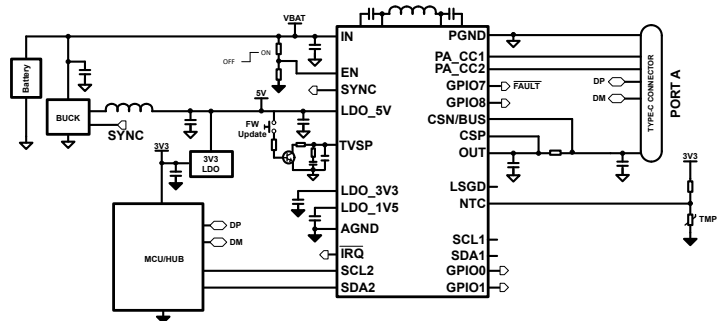 VBAT
IN
PGND
PA_CC1
PA_CC2
OFF
ON
EN
SYNC
GPIO7
FAULT
GPIO8
DP
DM
TYPE-C CONNECTOR
PORT A
Battery
BUCK
SYNC
5V
LDO_5V
CSN/BUS
CSP
OUT
FW
Update
TVSP
3V3
3V3
LDO
3V3
LSGD
NTC
TMP
LDO_3V3
LDO_1V5
AGND
IRQ
SCL1
SDA1
DP
DM
MCU/HUB
SCL2
SDA2
GPIO0
GPIO1